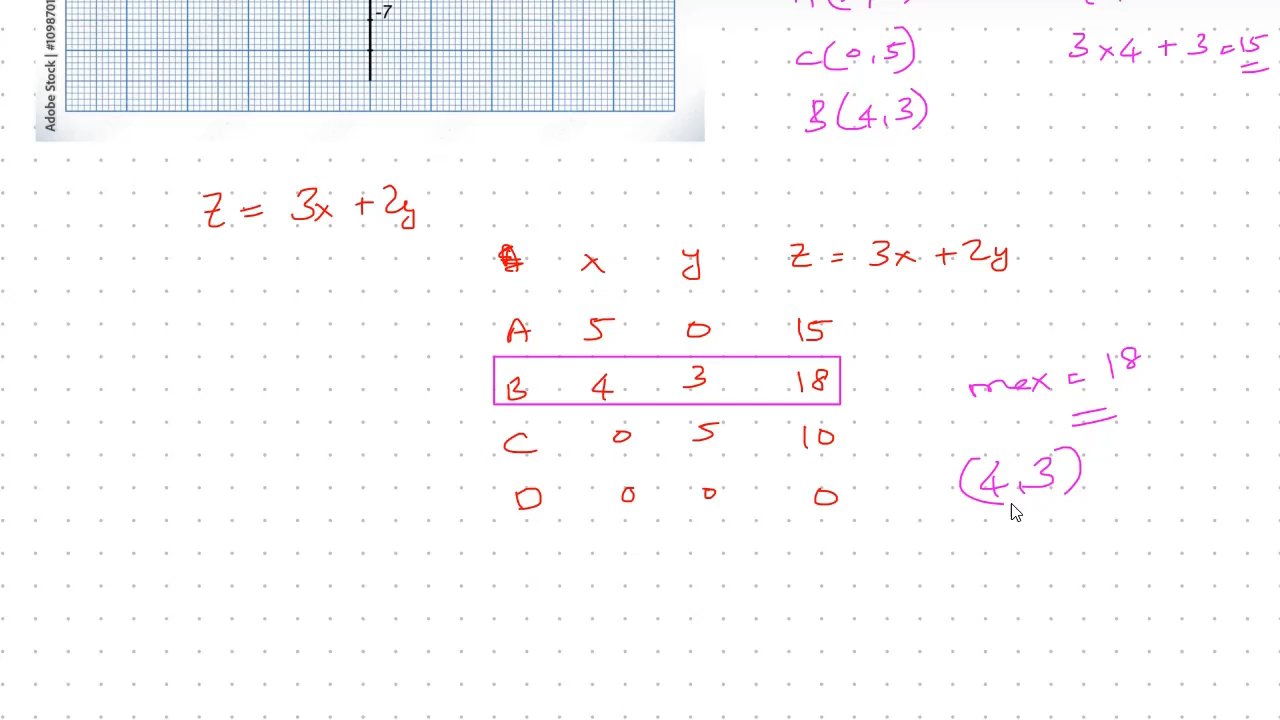 -7
Adobe Stock | #1098701
C(0,5)
3 x 4 + 3 = 15
B(4,3)
Z = 3x + 2y
x y Z = 3x + 2y
A 5 0 15
B 4 3 18
max = 18
C 0 5 10
(4,3)
D 0 0 0